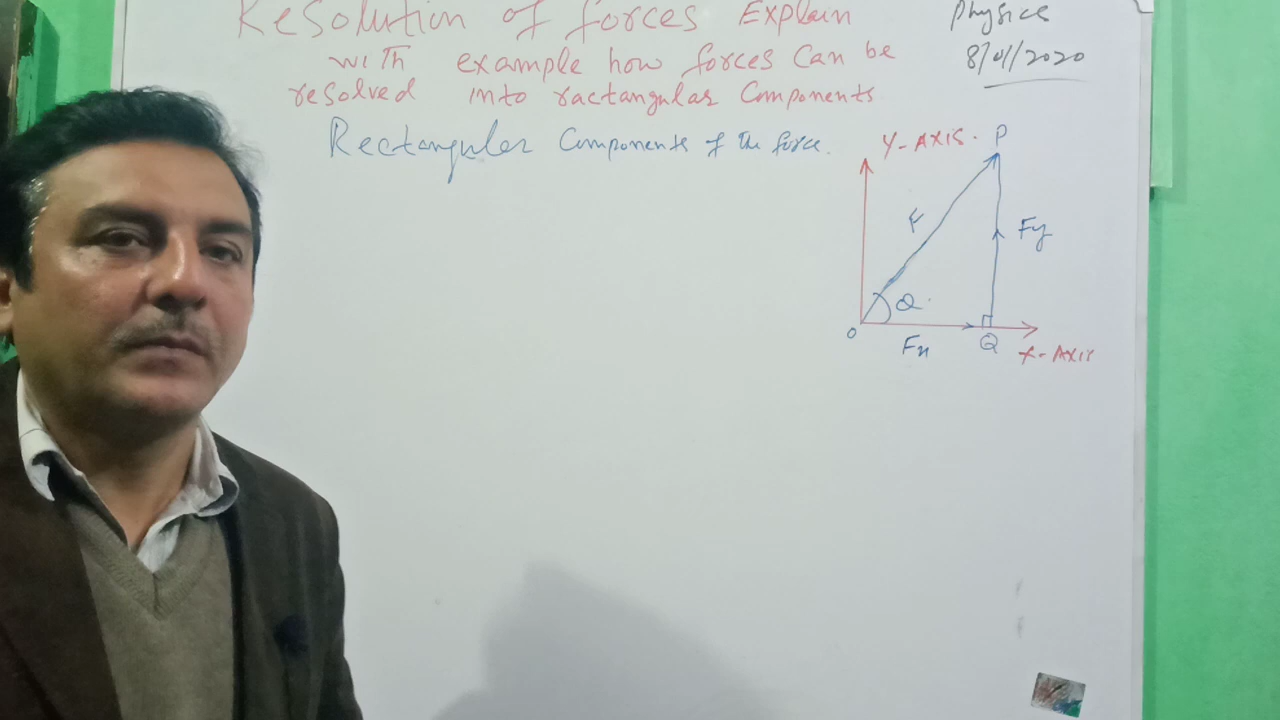 Resolution of forces Explain
with example how forces can be
resolved into ractangular Components
Physics
8/01/2020
Rectangular Components of the force.
Y-AXIS.
P
F
Fy
Q.
O
Fx
Q
X-AXIS